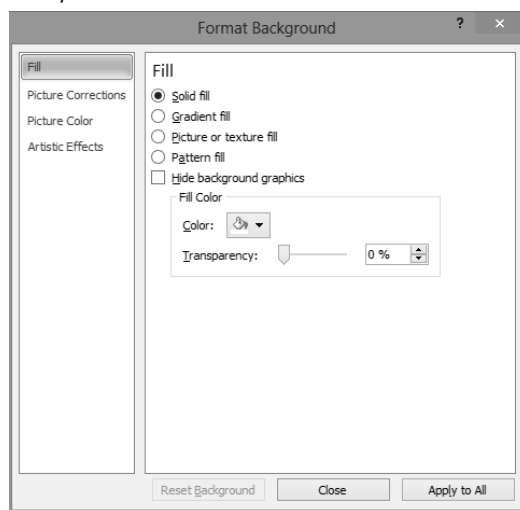 Format Background
? ×
Fill
Picture Corrections
Picture Color
Artistic Effects
Fill
Solid fill
Gradient fill
Picture or texture fill
Pattern fill
Hide background graphics
Fill Color
Color:
Transparency: 0 %
Reset Background Close Apply to All